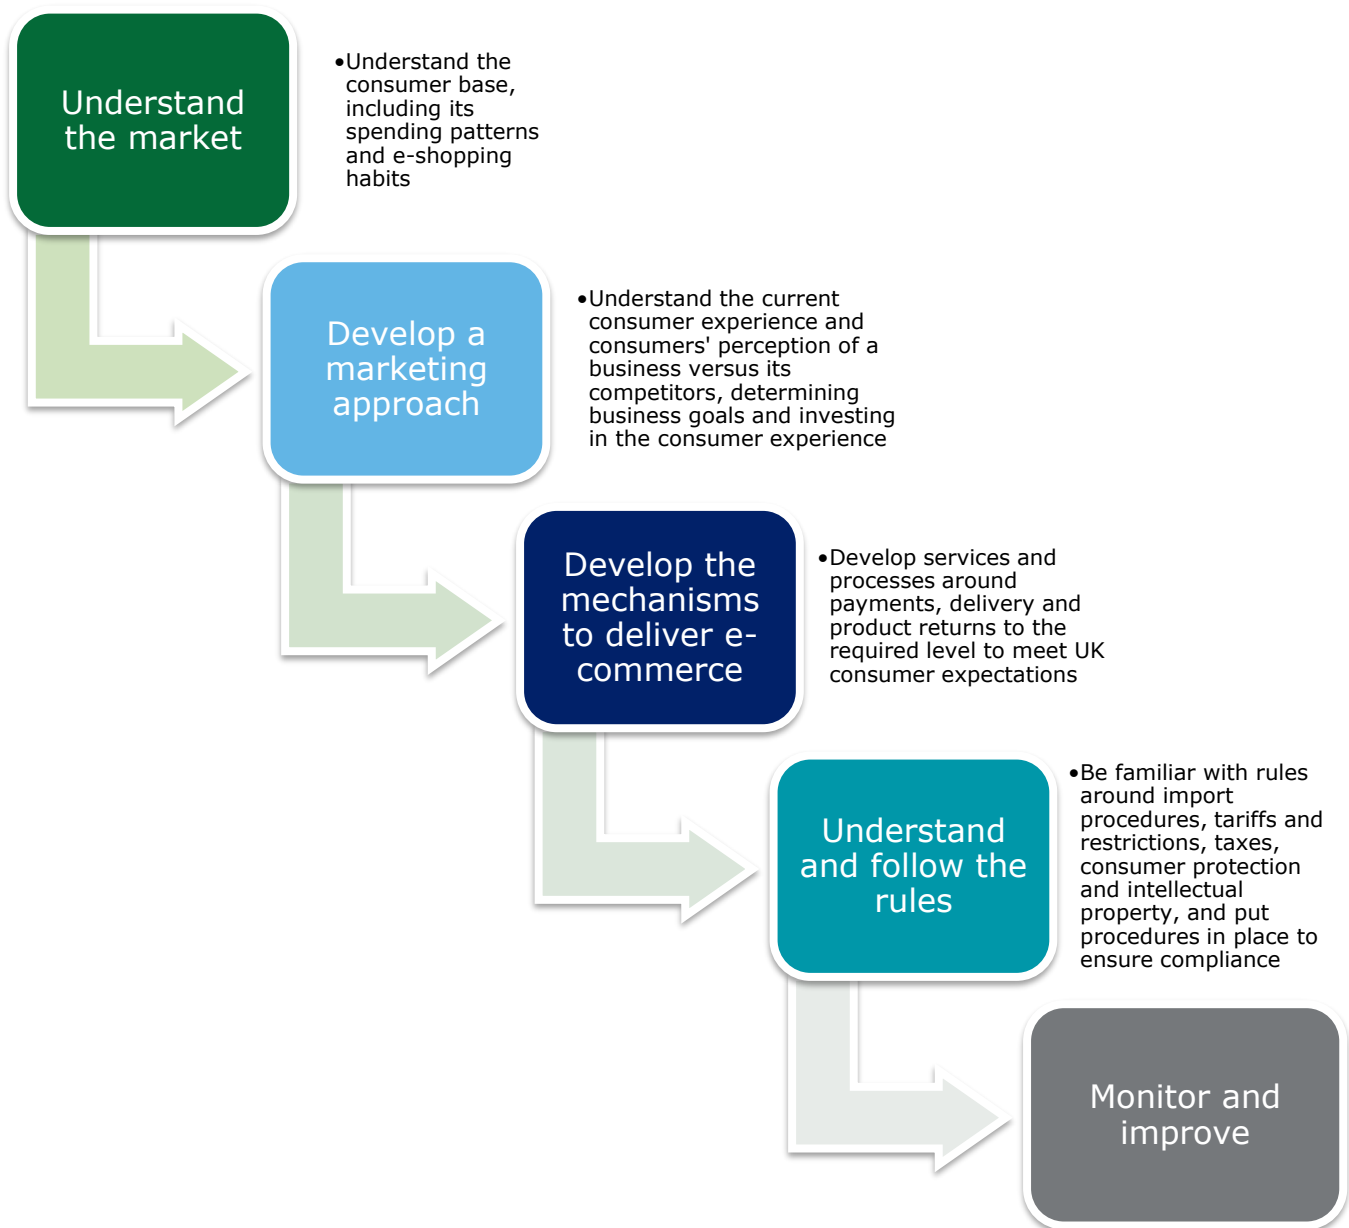 Understand
the market
•Understand the
consumer base,
including its
spending patterns
and e-shopping
habits
Develop a
marketing
approach
•Understand the current
consumer experience and
consumers' perception of a
business versus its
competitors, determining
business goals and investing
in the consumer experience
Develop the
mechanisms
to deliver e-
commerce
•Develop services and
processes around
payments, delivery and
product returns to the
required level to meet UK
consumer expectations
Understand
and follow the
rules
•Be familiar with rules
around import
procedures, tariffs and
restrictions, taxes,
consumer protection
and intellectual
property, and put
procedures in place to
ensure compliance
Monitor and
improve